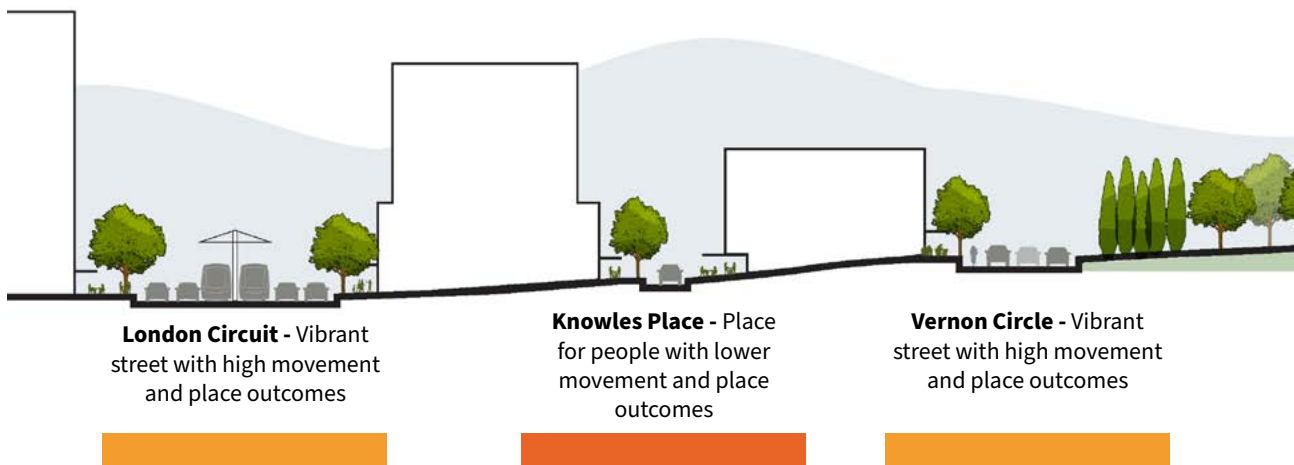 London Circuit - Vibrant
street with high movement
and place outcomes
Knowles Place - Place
for people with lower
movement and place
outcomes
Vernon Circle - Vibrant
street with high movement
and place outcomes